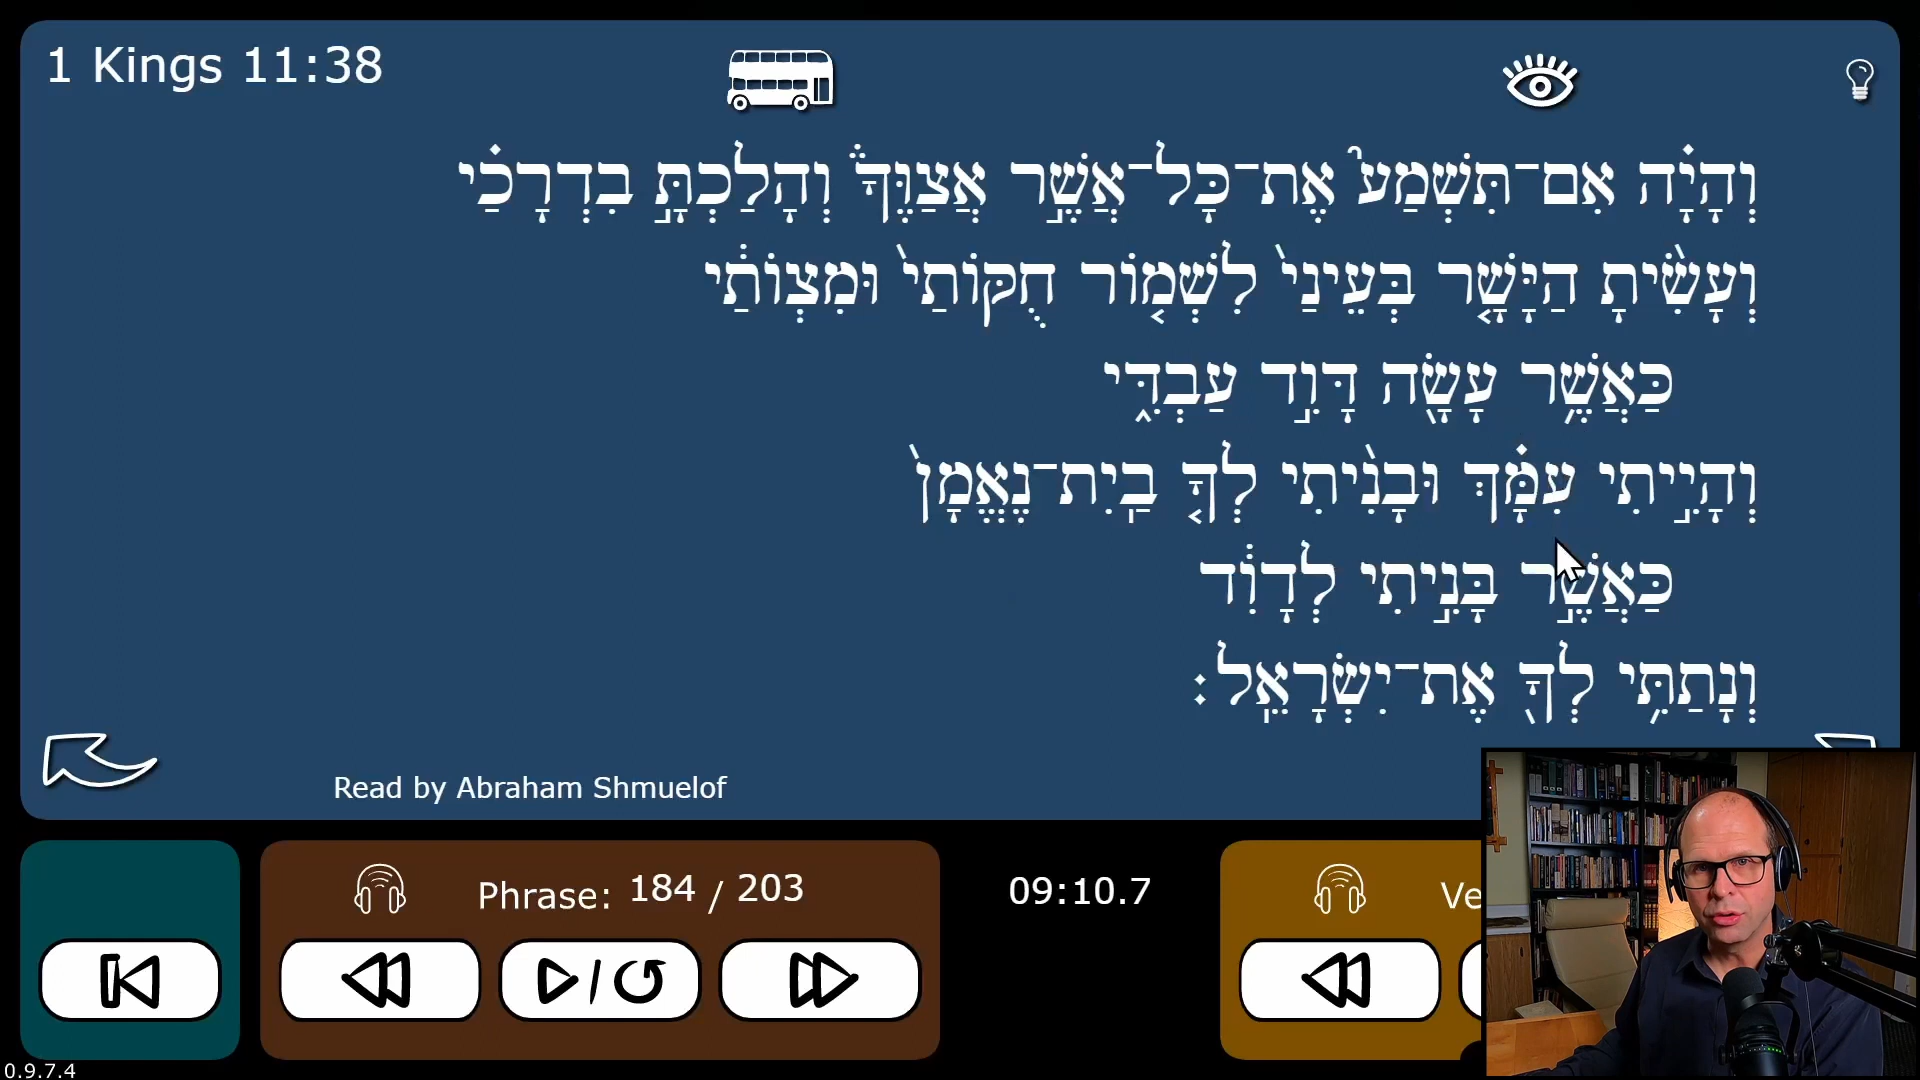 1 Kings 11:38
וְהָיָ֗ה אִם־תִּשְׁמַע֮ אֶת־כָּל־אֲשֶׁ֣ר אֲצַוֶּךָ֒ וְהָלַכְתָּ֣ בִדְרָכַ֗י
וְעָשִׂ֨יתָ הַיָּשָׁ֤ר בְּעֵינַי֙ לִשְׁמ֤וֹר חֻקּוֹתַי֙ וּמִצְוֺתַ֔י
כַּאֲשֶׁ֥ר עָשָׂ֖ה דָּוִ֣ד עַבְדִּ֑י
וְהָיִ֣יתִי עִמָּ֗ךְ וּבָנִ֨יתִי לְךָ֤ בַֽיִת־נֶאֱמָן֙
כַּאֲשֶׁ֣ר בָּנִ֣יתִי לְדָוִ֔ד
וְנָתַתִּ֥י לְךָ֖ אֶת־יִשְׂרָאֵֽל׃
Read by Abraham Shmuelof
Phrase: 184 / 203
09:10.7
Ve
0.9.7.4